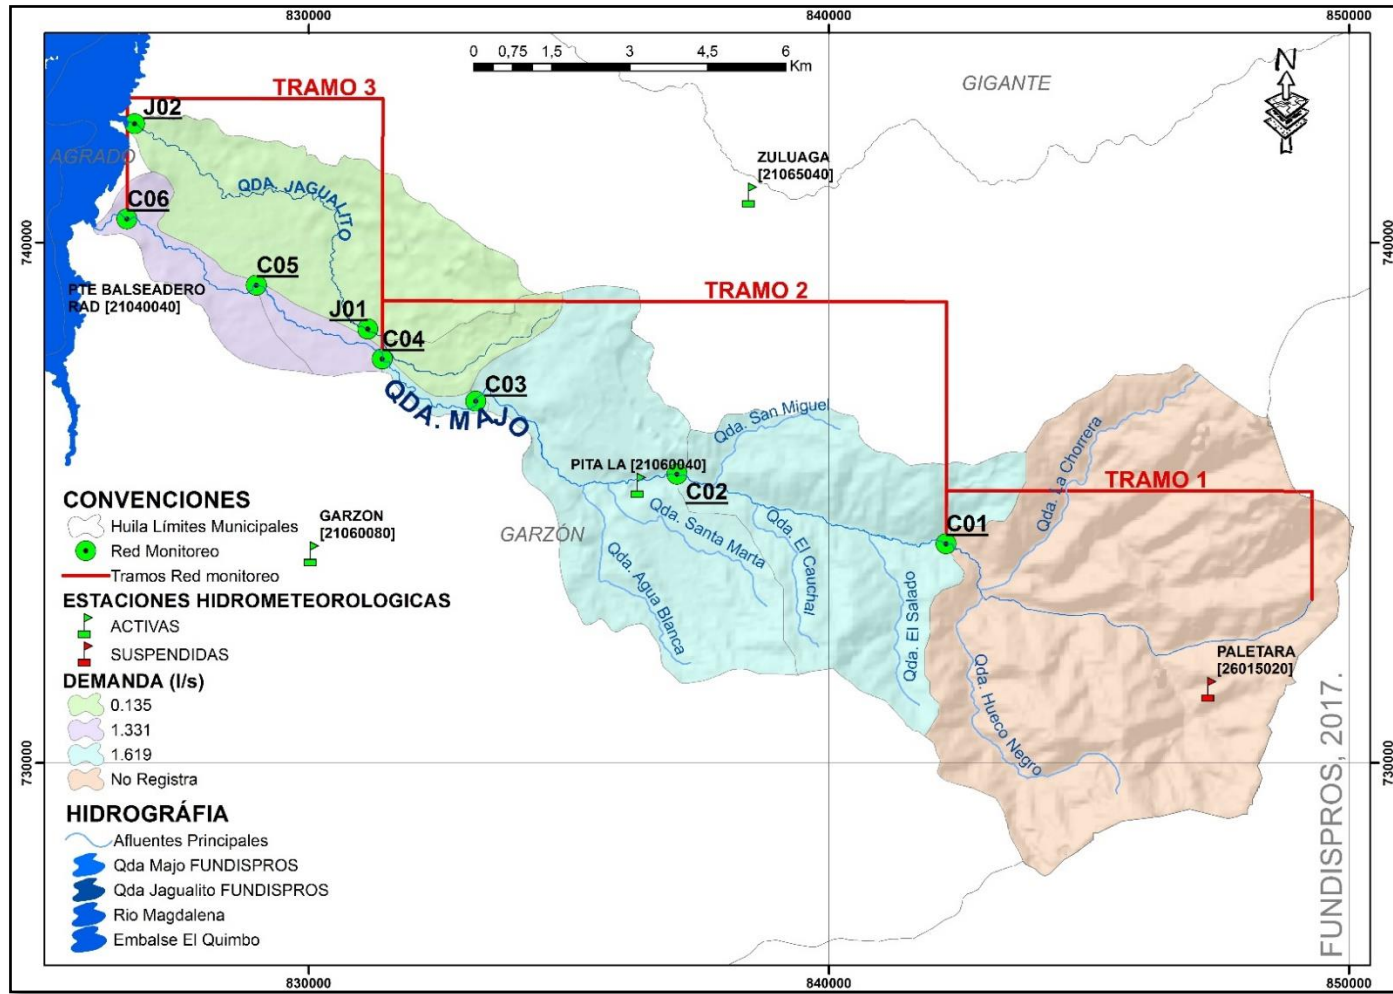 830000
840000
850000
0 0,75 1,5 3 4,5 6
Km
N
TRAMO 3
GIGANTE
J02
AGRADO
ZULUAGA
[21065040]
QDA. JAGUALITO
C06
740000
740000
C05
PTE BALSEADERO
RAD [21040040]
TRAMO 2
J01
C04
C03
QDA. MAJO
Qda. San Miguel
Qda. La Chorrera
PITA LA [21060040]
TRAMO 1
C02
CONVENCIONES
Huila Límites Municipales
Red Monitoreo
Tramos Red monitoreo
GARZON
[21060080]
GARZÓN
Qda. Santa Marta
Qda. El Cauchal
C01
Qda. Agua Blanca
Qda. El Salado
ESTACIONES HIDROMETEOROLOGICAS
ACTIVAS
SUSPENDIDAS
PALETARA
[26015020]
Qda. Hueco Negro
DEMANDA (l/s)
0.135
1.331
1.619
No Registra
730000
730000
HIDROGRÁFIA
Afluentes Principales
Qda Majo FUNDISPROS
Qda Jagualito FUNDISPROS
Rio Magdalena
Embalse El Quimbo
FUNDISPROS, 2017.
830000
840000
850000